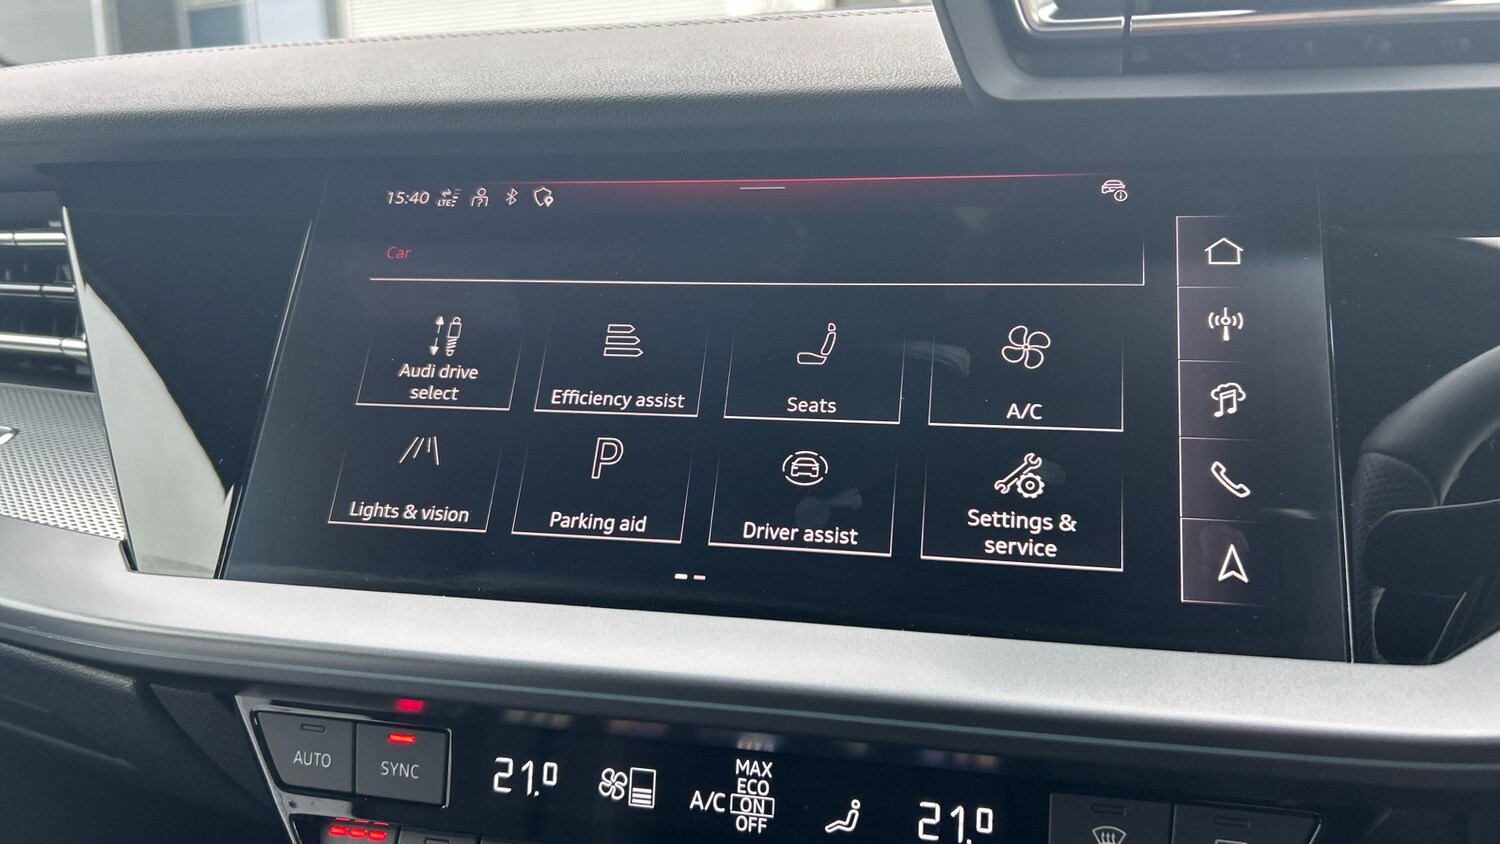 15:40 LTE
Car
Audi drive
select
Efficiency assist
Seats
A/C
Lights & vision
P
Parking aid
Driver assist
Settings &
service
AUTO
SYNC
21.0
A/C
MAX
ECO
ON
OFF
21.0